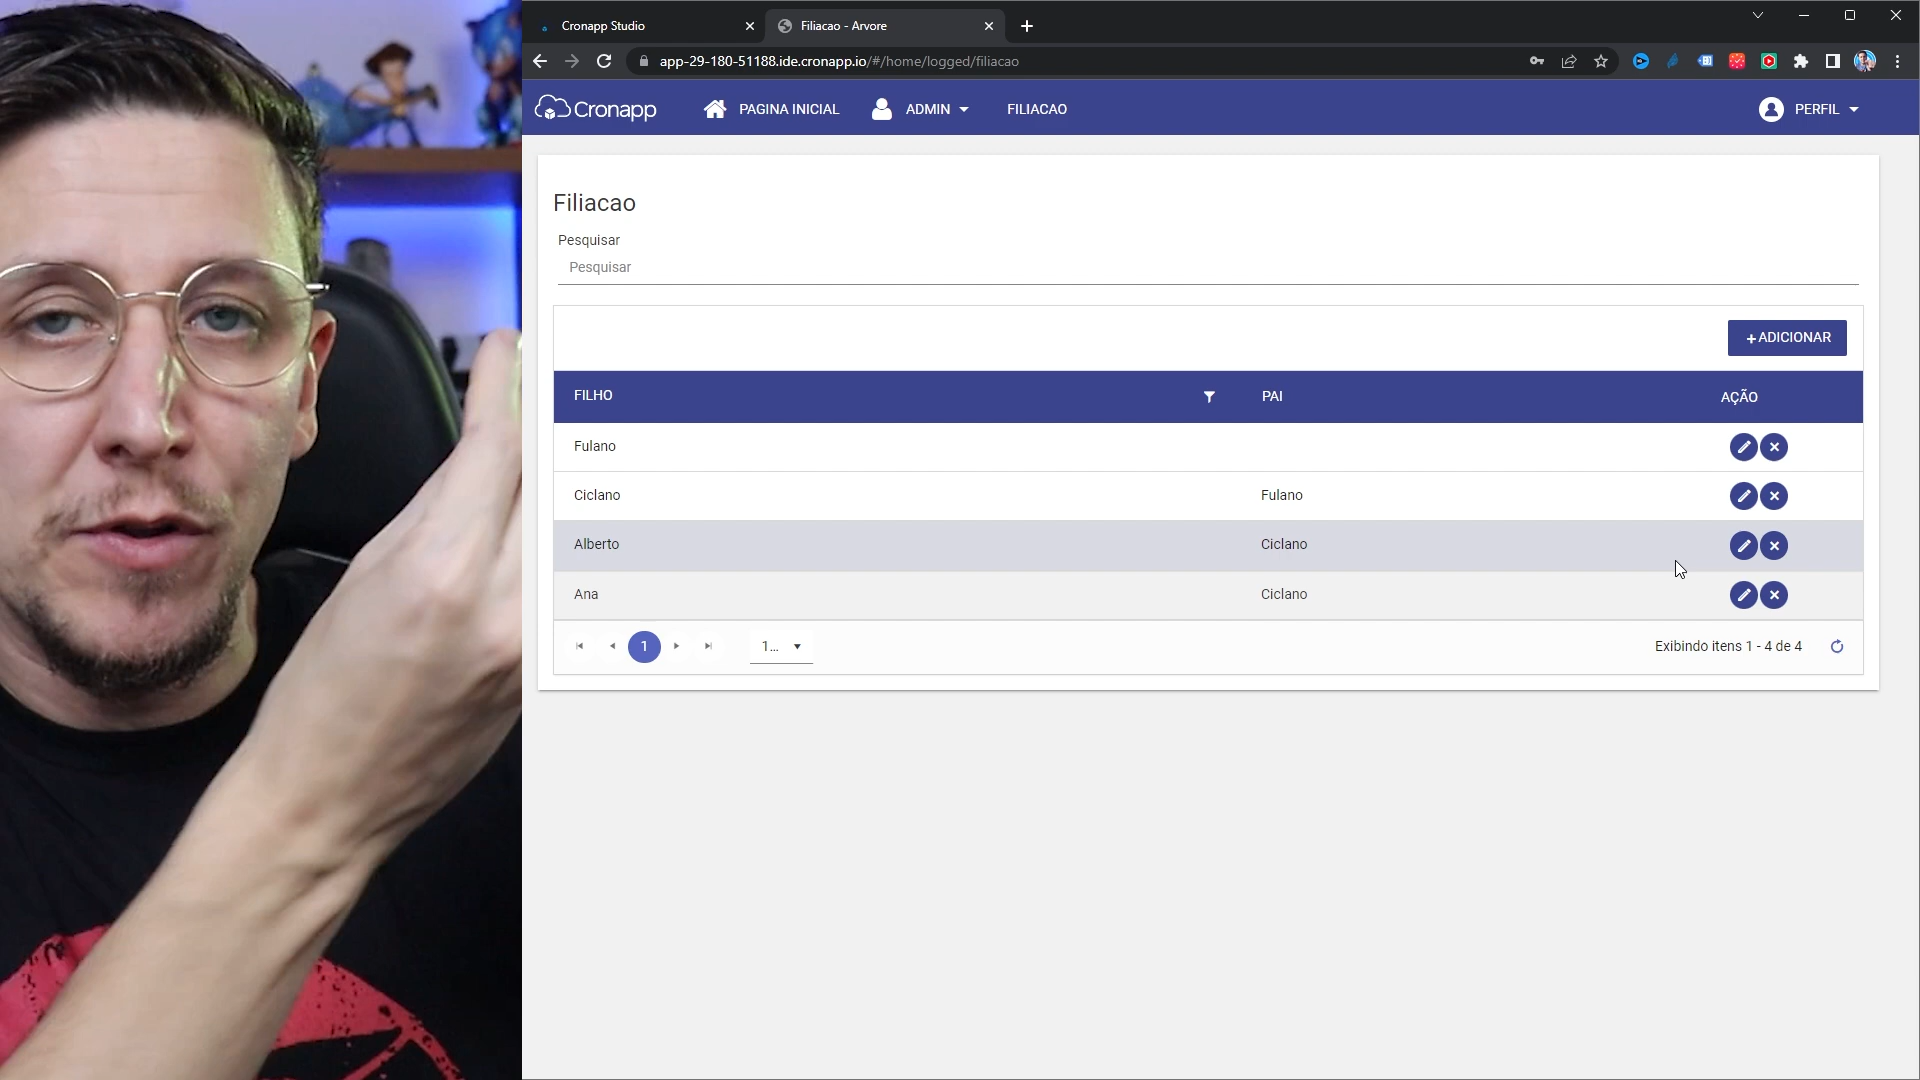 Cronapp Studio
Filiacao - Arvore
app-29-180-51188.ide.cronapp.io/#/home/logged/filiacao
Cronapp
PAGINA INICIAL
ADMIN
FILIACAO
PERFIL
Filiacao
Pesquisar
Pesquisar
+ADICIONAR
FILHO PAI AÇÃO
Fulano
Ciclano Fulano
Alberto Ciclano
Ana Ciclano
1
1...
Exibindo itens 1 - 4 de 4